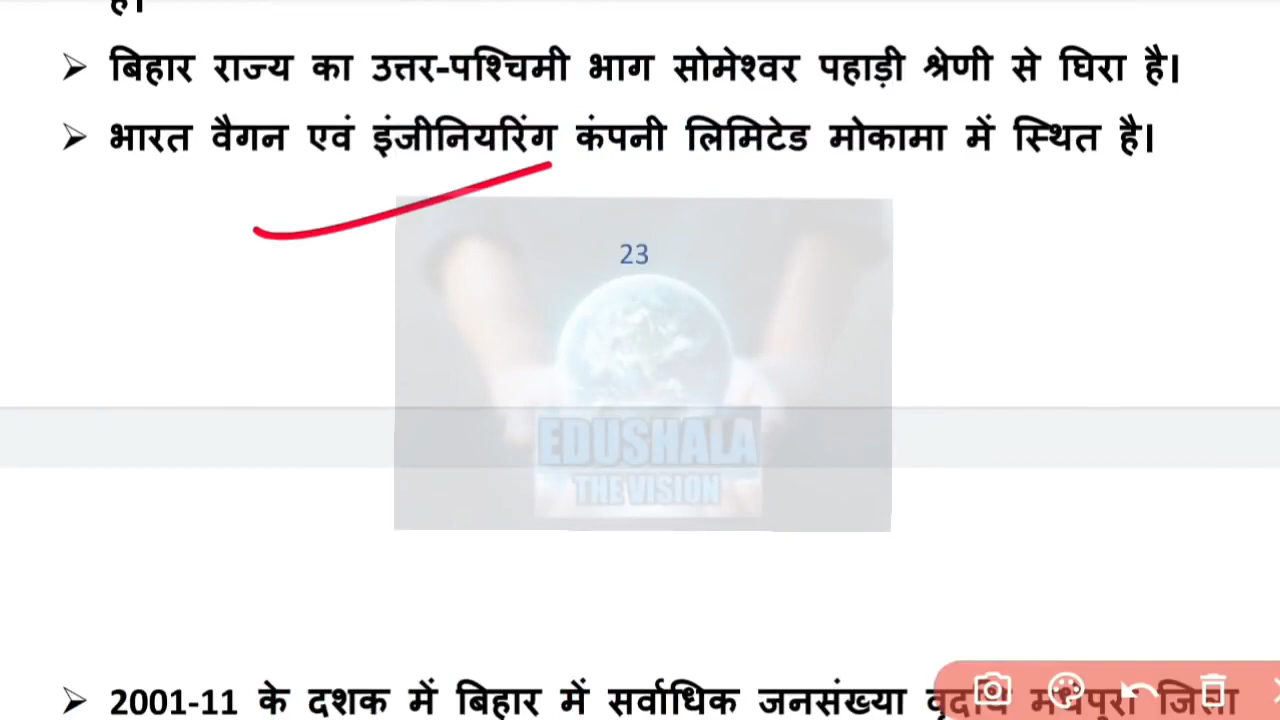 है।
➢ बिहार राज्य का उत्तर-पश्चिमी भाग सोमेश्वर पहाड़ी श्रेणी से घिरा है।
➢ भारत वैगन एवं इंजीनियरिंग कंपनी लिमिटेड मोकामा में स्थित है।
23
EDUSHALA
THE VISION
➢ 2001-11 के दशक में बिहार में सर्वाधिक जनसंख्या वृद्धि मधेपुरा जिला